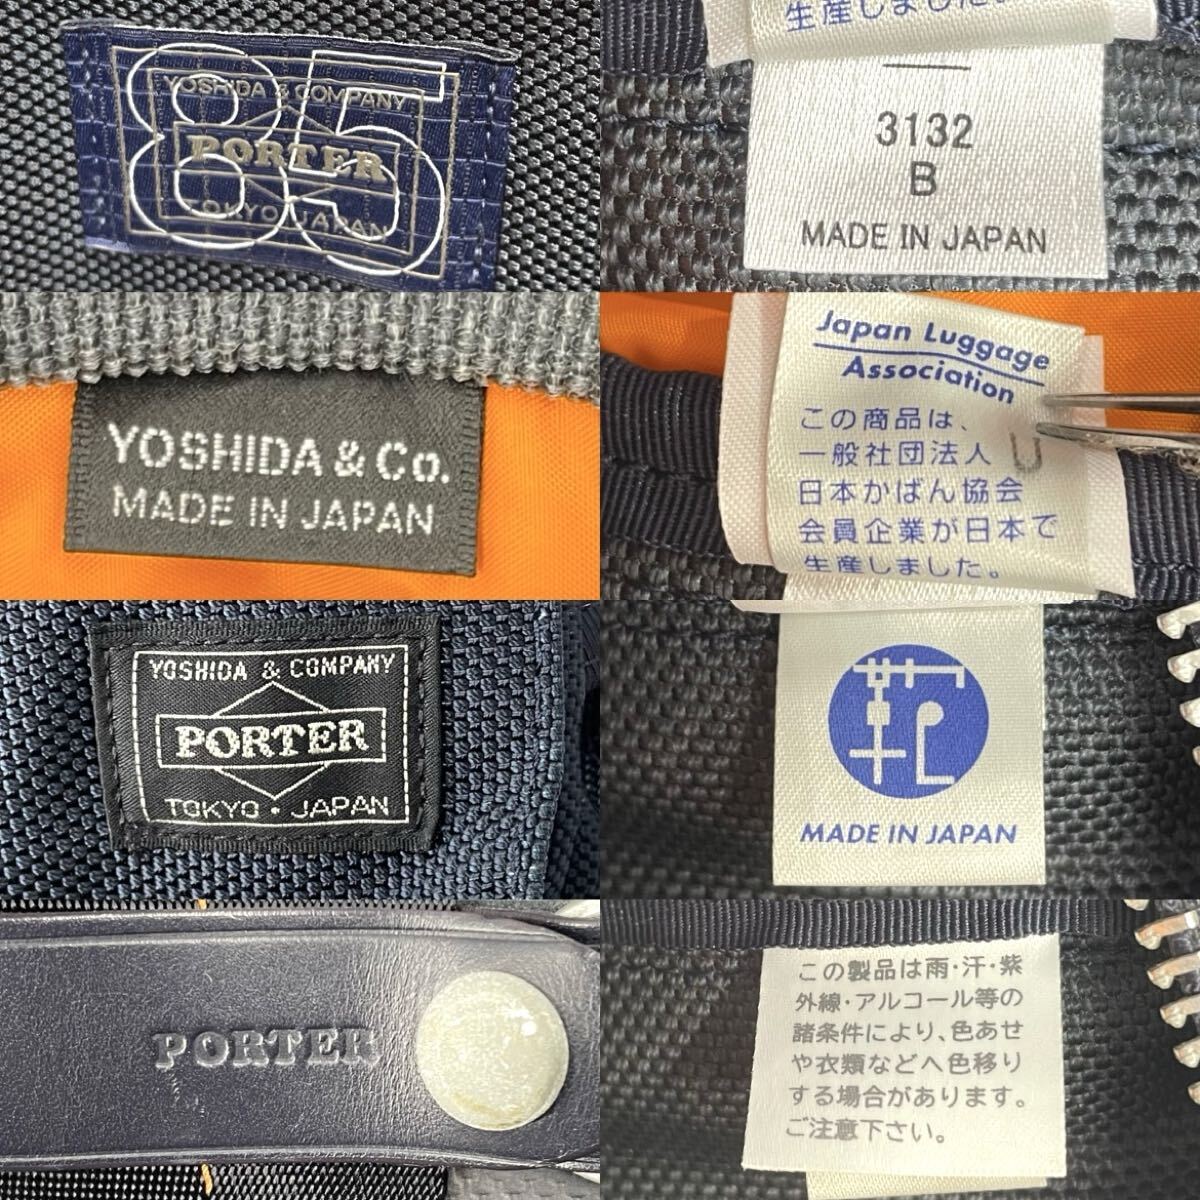 YOSHIDA & COMPANY
PORTER
TOKYO JAPAN
85
生産しました。
3132
B
MADE IN JAPAN
YOSHIDA & Co.
MADE IN JAPAN
Japan Luggage
Association
この商品は、
一般社団法人 U
日本かばん協会
会員企業が日本で
生産しました。
YOSHIDA & COMPANY
PORTER
TOKYO・JAPAN
MADE IN JAPAN
PORTER
この製品は雨・汗・紫
外線・アルコール等の
諸条件により、色あせ
や衣類などへ色移り
する場合があります。
ご注意下さい。